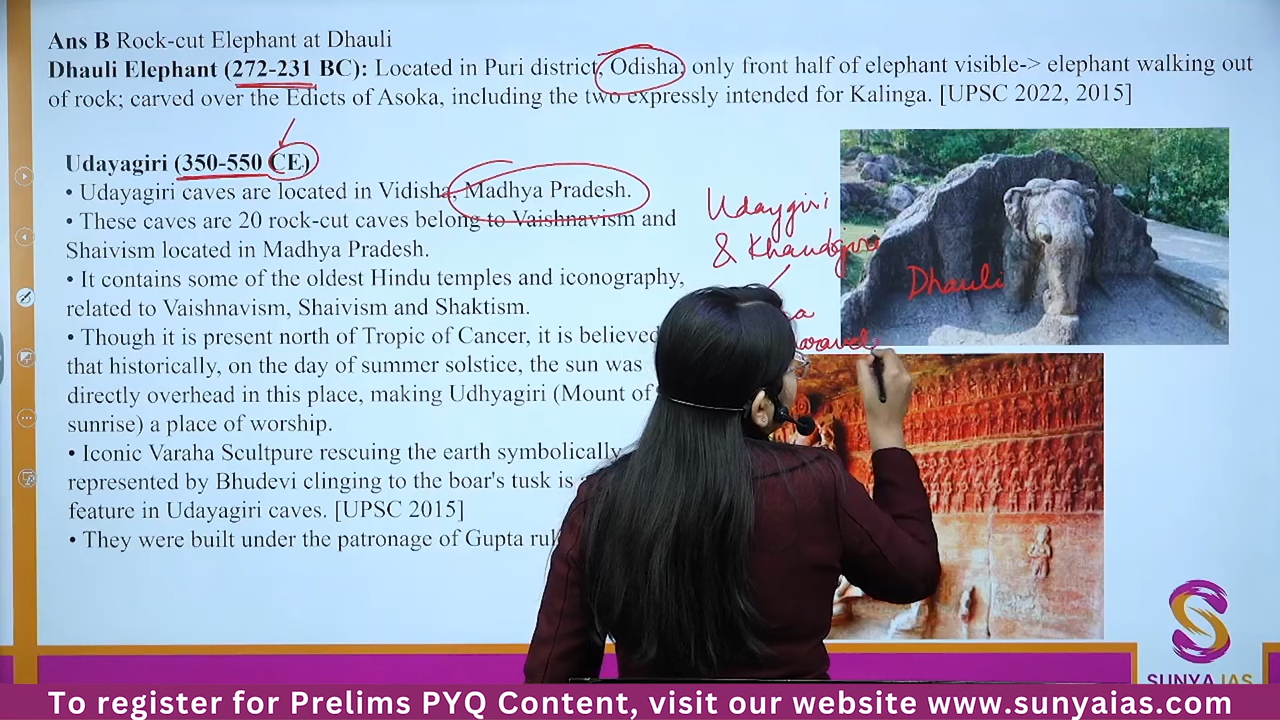 Ans B Rock-cut Elephant at Dhauli
Dhauli Elephant (272-231 BC): Located in Puri district, Odisha, only front half of elephant visible-> elephant walking out
of rock; carved over the Edicts of Asoka, including the two expressly intended for Kalinga. [UPSC 2022, 2015]
Udayagiri (350-550 CE)
• Udayagiri caves are located in Vidisha, Madhya Pradesh.
• These caves are 20 rock-cut caves belong to Vaishnavism and
Shaivism located in Madhya Pradesh.
• It contains some of the oldest Hindu temples and iconography,
related to Vaishnavism, Shaivism and Shaktism.
• Though it is present north of Tropic of Cancer, it is believed
that historically, on the day of summer solstice, the sun was
directly overhead in this place, making Udhyagiri (Mount of
sunrise) a place of worship.
• Iconic Varaha Scultpure rescuing the earth symbolically
represented by Bhudevi clinging to the boar's tusk is
feature in Udayagiri caves. [UPSC 2015]
• They were built under the patronage of Gupta
Udaygiri
& Khandgiri
Dhauli
SUNYA IAS
To register for Prelims PYQ Content, visit our website www.sunyaias.com